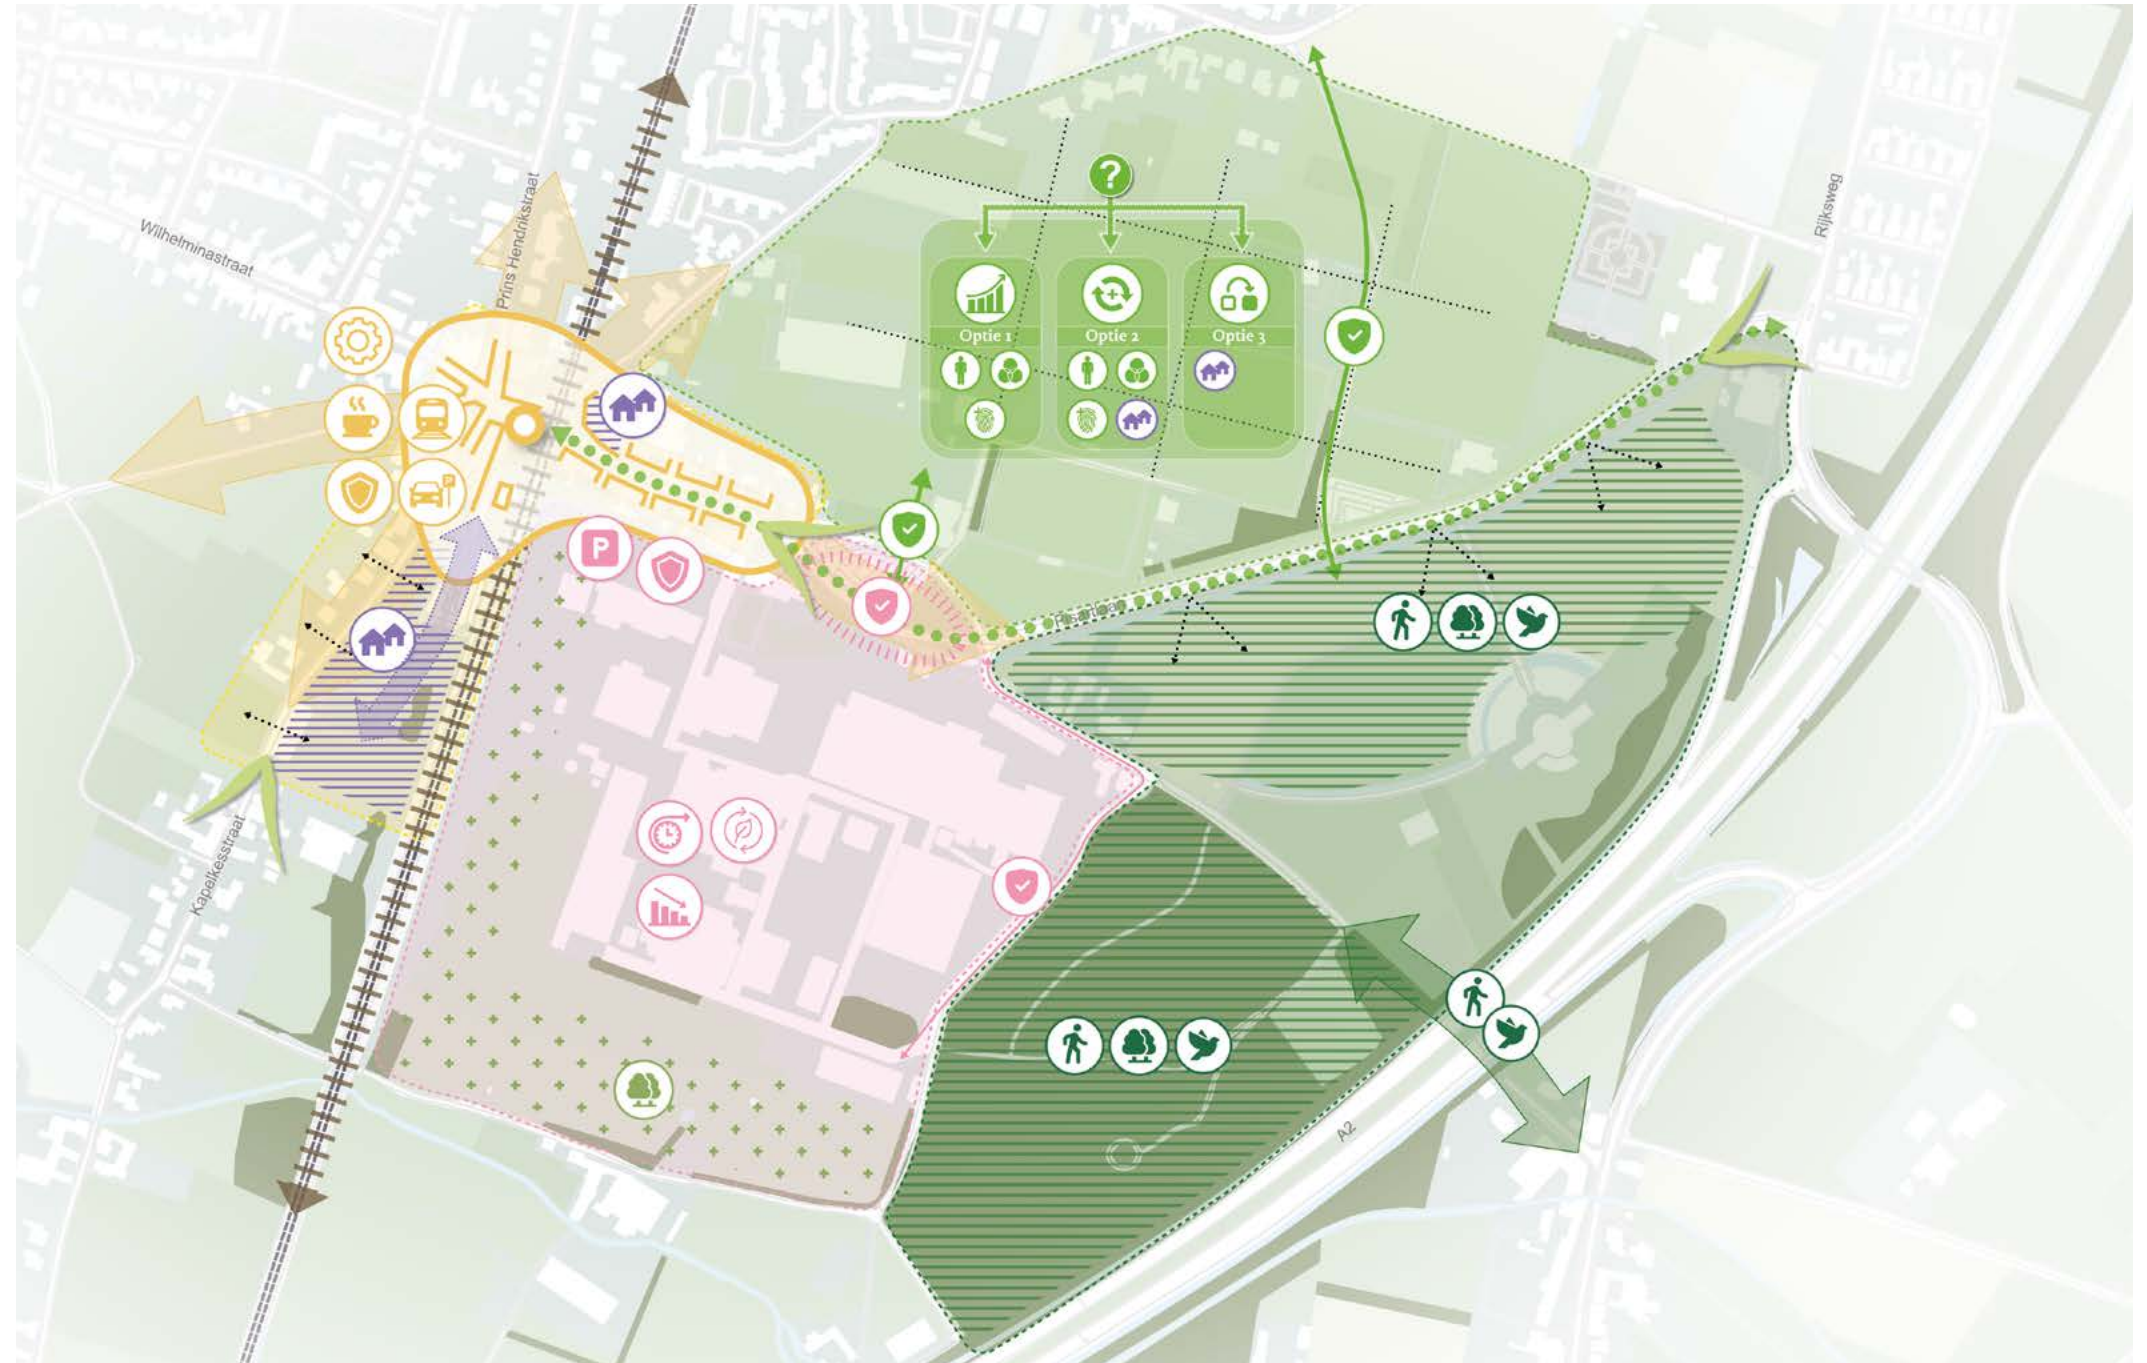 Prins Hendrikstraat
Wilhelminastraat
Rijksweg
?
Optie 1
Optie 2
Optie 3
P
Kapelkesstraat
A2